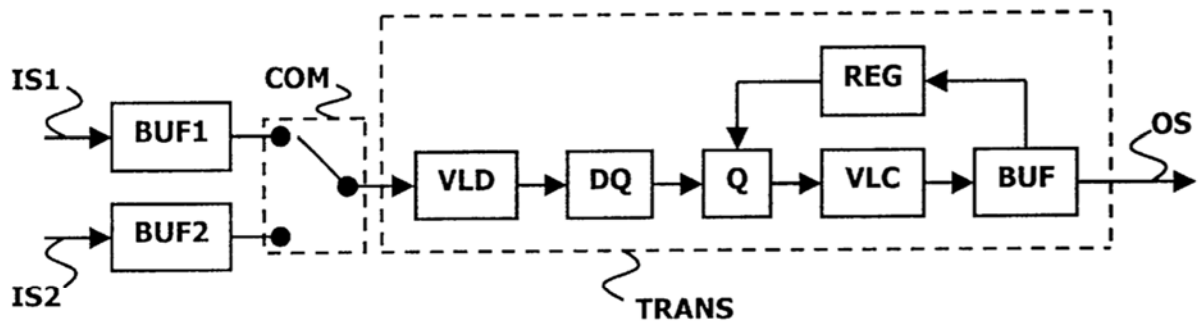 IS1
COM
REG
OS
BUF1
VLD
DQ
Q
VLC
BUF
BUF2
IS2
TRANS